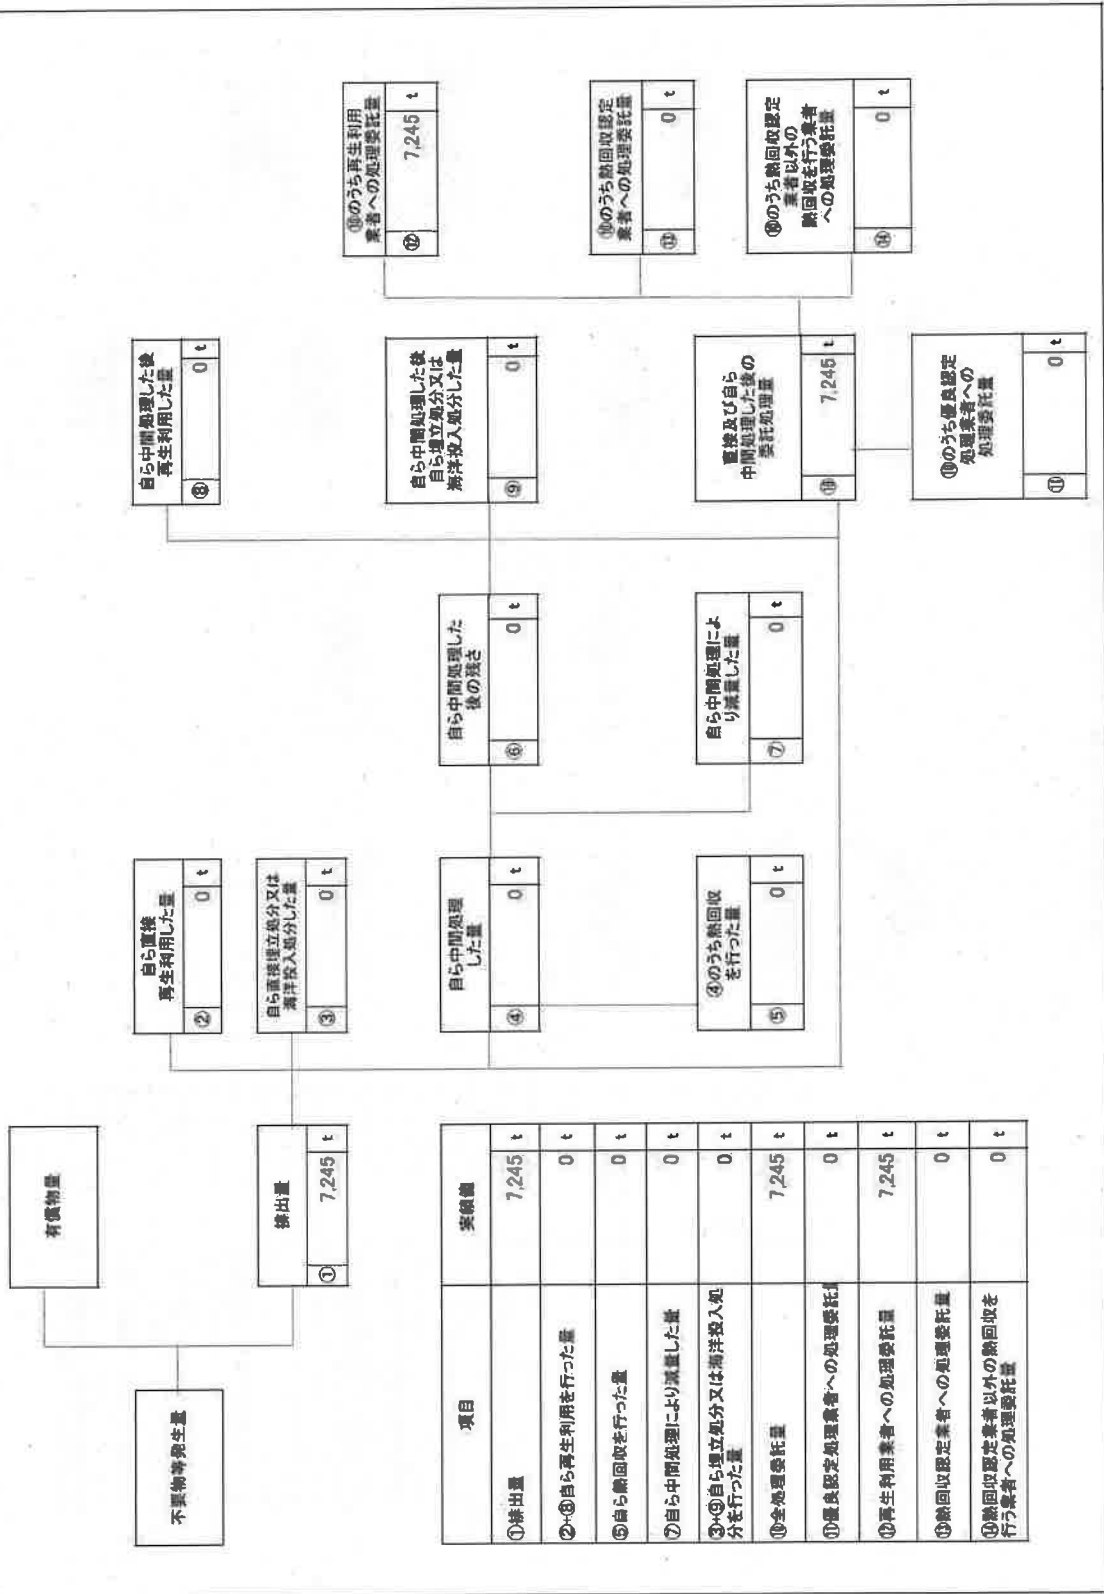 不要物等発生量
有償物量
排出量
① 7,245 t
自ら直接
再生利用した量
② 0 t
自ら直接埋立処分又は
海洋投入処分した量
③ 0 t
自ら中間処理
した量
④ 0 t
④のうち熱回収
を行った量
⑤ 0 t
自ら中間処理した
後の残さ
⑥ 0 t
自ら中間処理によ
り減量した量
⑦ 0 t
自ら中間処理した後
再生利用した量
⑧ 0 t
自ら中間処理した後
自ら埋立処分又は
海洋投入処分した量
⑨ 0 t
直接及び自ら
中間処理した後の
委託処理量
⑩ 7,245 t
⑩のうち優良認定
処理業者への
処理委託量
⑪ 0 t
⑩のうち再生利用
業者への処理委託量
⑫ 7,245 t
⑩のうち熱回収認定
業者への処理委託量
⑬ 0 t
⑩のうち熱回収認定
業者以外の
熱回収を行う業者
への処理委託量
⑭ 0 t
項目 実績値
①排出量 7,245 t
②+⑧自ら再生利用を行った量 0 t
⑤自ら熱回収を行った量 0 t
⑦自ら中間処理により減量した量 0 t
③+⑨自ら埋立処分又は海洋投入処
分を行った量 0 t
⑩全処理委託量 7,245 t
⑪優良認定処理業者への処理委託量 0 t
⑫再生利用業者への処理委託量 7,245 t
⑬熱回収認定業者への処理委託量 0 t
⑭熱回収認定業者以外の熱回収を
行う業者への処理委託量 0 t